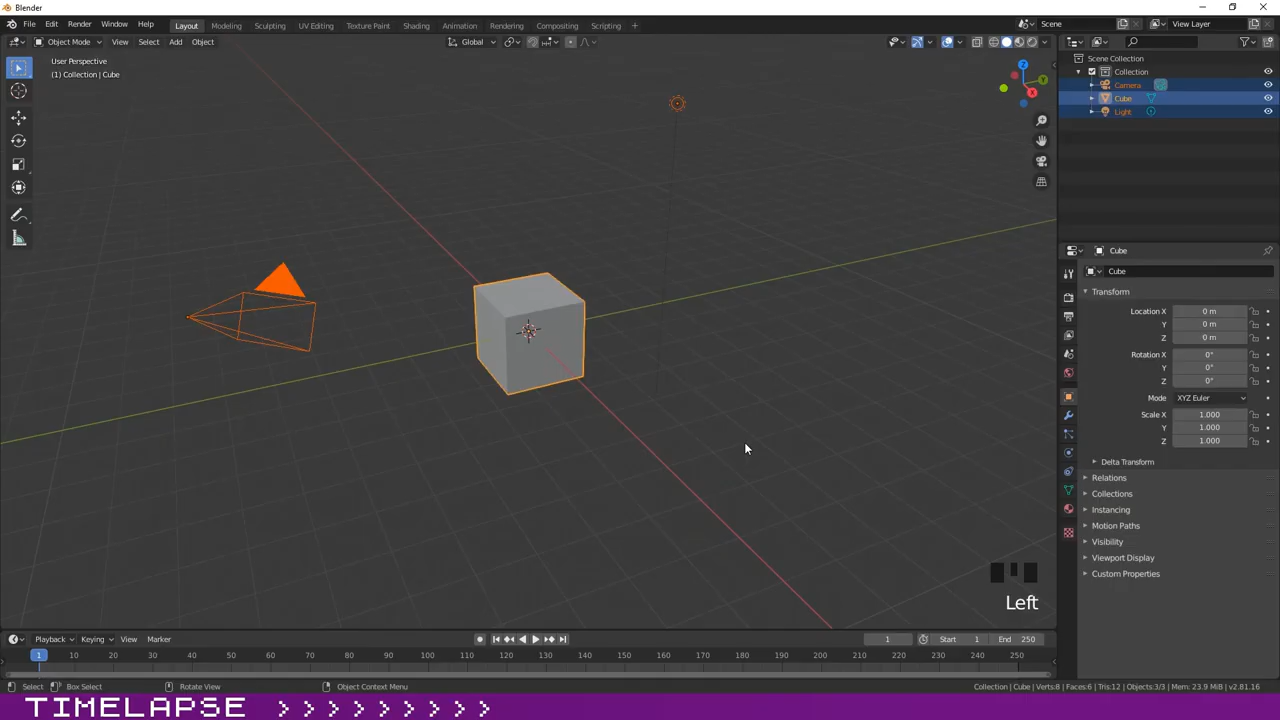 Blender
File Edit Render Window Help Layout Modeling Sculpting UV Editing Texture Paint Shading Animation Rendering Compositing Scripting + Scene View Layer
Object Mode View Select Add Object Global
User Perspective
(1) Collection | Cube
Z
Y
X
Scene Collection
Collection
Camera
Cube
Light
Cube
Cube
Transform
Location X 0 m
Y 0 m
Z 0 m
Rotation X 0°
Y 0°
Z 0°
Mode XYZ Euler
Scale X 1.000
Y 1.000
Z 1.000
Delta Transform
Relations
Collections
Instancing
Motion Paths
Visibility
Viewport Display
Custom Properties
Left
Playback Keying View Marker 1 Start 1 End 250
1 10 20 30 40 50 60 70 80 90 100 110 120 130 140 150 160 170 180 190 200 210 220 230 240 250
Select Box Select Rotate View Object Context Menu Collection | Cube | Verts:8 | Faces:6 | Tris:12 | Objects:3/3 | Mem: 23.9 MiB | v2.81.16
TIMELAPSE > > > > > > > > >